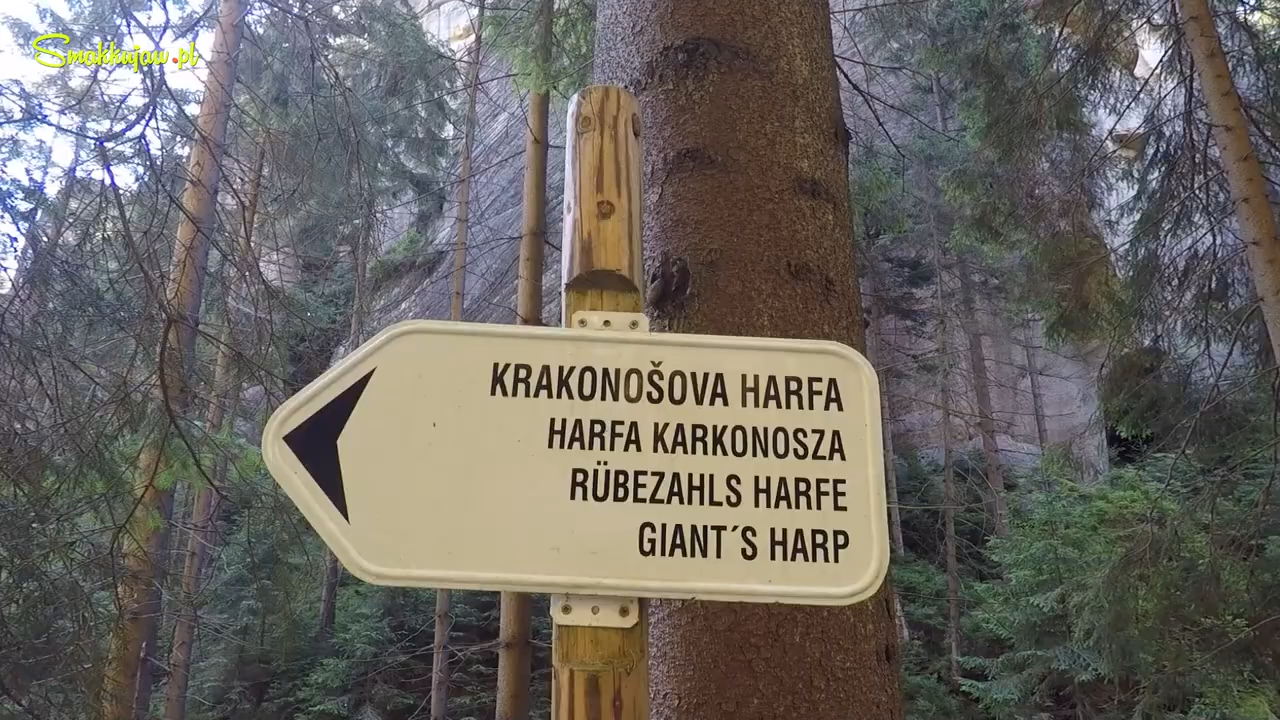 Smakkujaw.pl
KRAKONOŠOVA HARFA
HARFA KARKONOSZA
RÜBEZAHLS HARFE
GIANT´S HARP